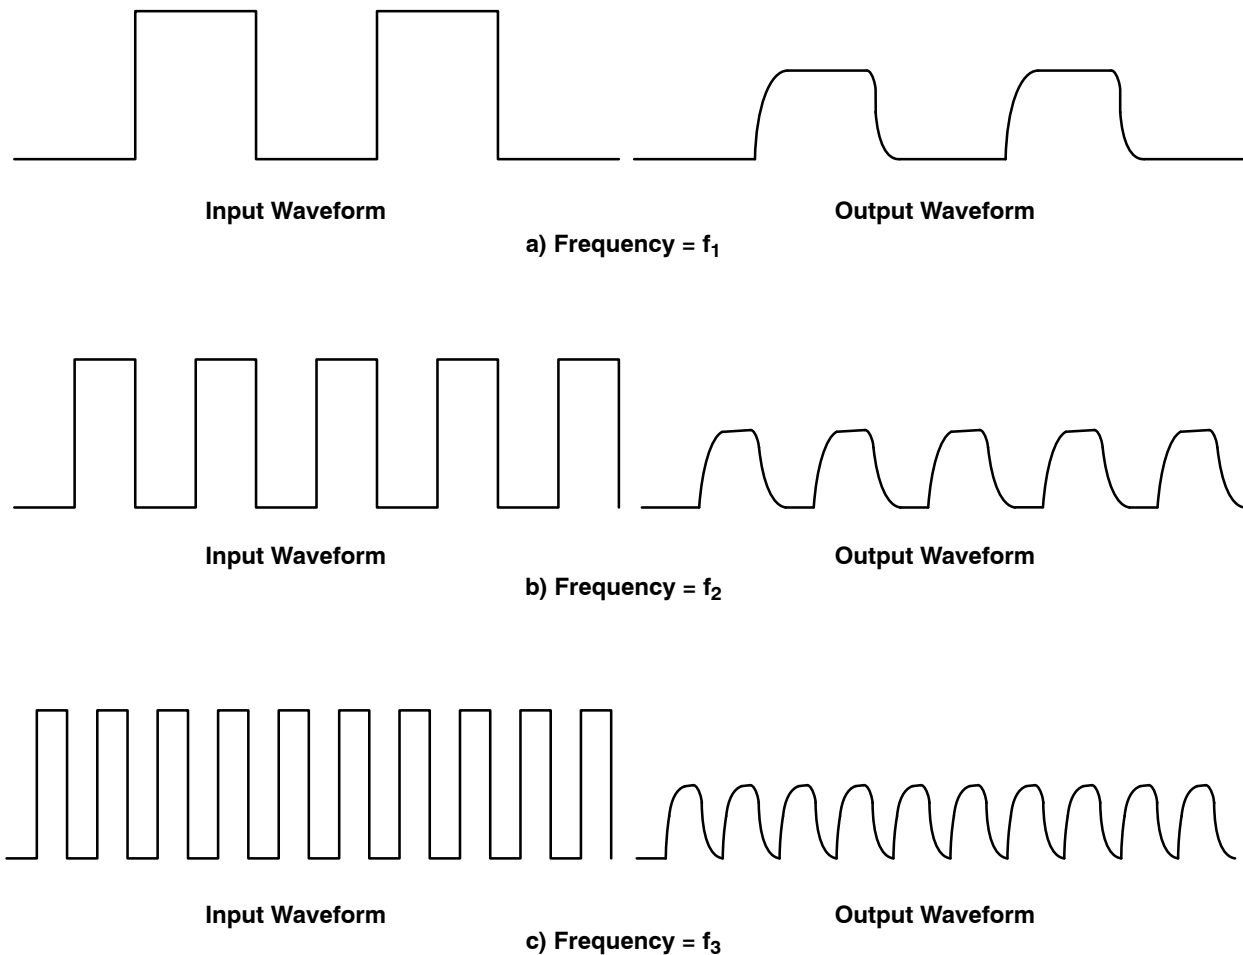 Input Waveform
Output Waveform
a) Frequency = f₁
Input Waveform
Output Waveform
b) Frequency = f₂
Input Waveform
Output Waveform
c) Frequency = f₃